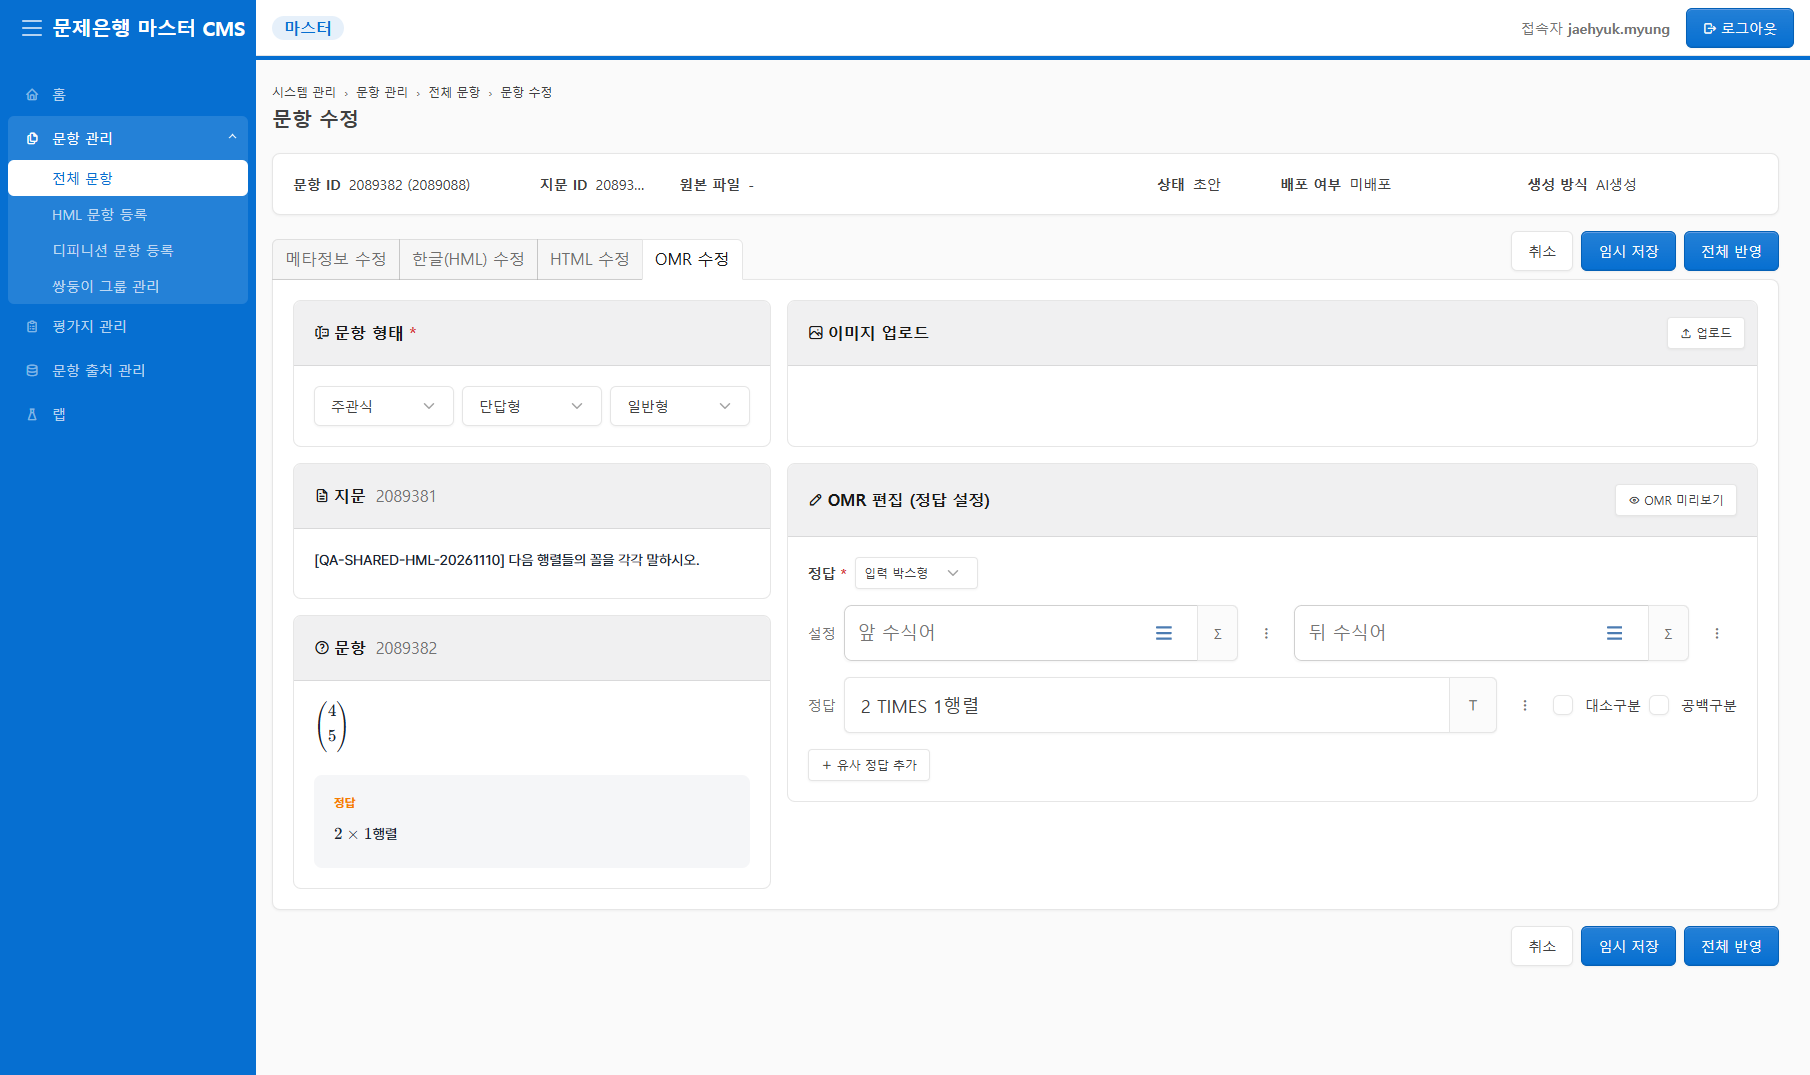 문제은행 마스터 CMS
마스터
접속자 jaehyuk.myung
로그아웃
홈
문항 관리
전체 문항
HML 문항 등록
디피니션 문항 등록
쌍둥이 그룹 관리
평가지 관리
문항 출처 관리
랩
시스템 관리 › 문항 관리 › 전체 문항 › 문항 수정
문항 수정
문항 ID 2089382 (2089088)
지문 ID 20893...
원본 파일 -
상태 초안
배포 여부 미배포
생성 방식 AI생성
메타정보 수정
한글(HML) 수정
HTML 수정
OMR 수정
취소
임시 저장
전체 반영
문항 형태 *
주관식
단답형
일반형
이미지 업로드
업로드
지문 2089381
[QA-SHARED-HML-20261110] 다음 행렬들의 꼴을 각각 말하시오.
문항 2089382
(4
5)
정답
2 × 1행렬
OMR 편집 (정답 설정)
OMR 미리보기
정답 * 입력 박스형
설정 앞 수식어 Σ 뒤 수식어 Σ
정답 2 TIMES 1행렬 T 대소구분 공백구분
+ 유사 정답 추가
취소
임시 저장
전체 반영